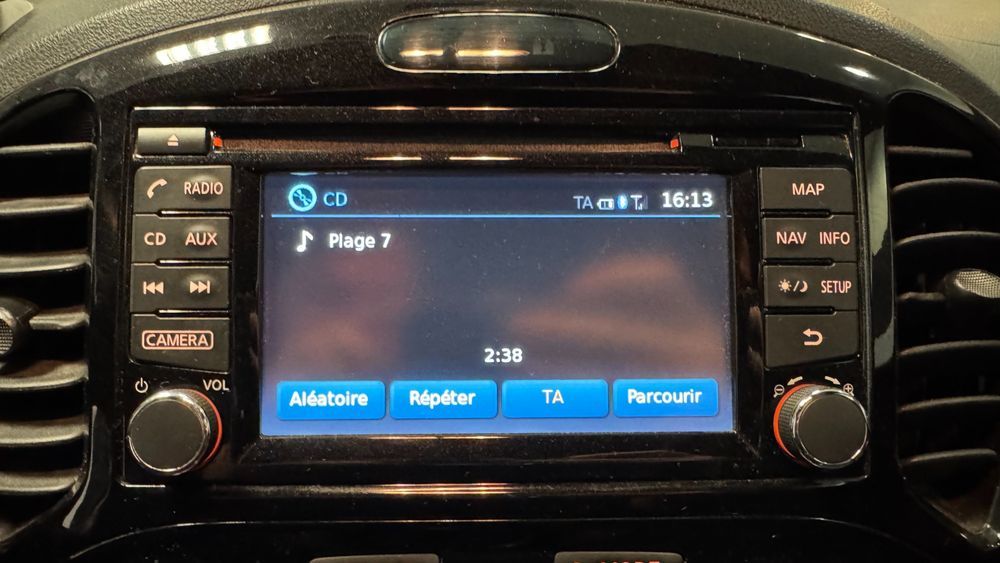 RADIO
CD AUX
CAMERA
VOL
CD TA 16:13
Plage 7
2:38
Aléatoire Répéter TA Parcourir
MAP
NAV INFO
SETUP